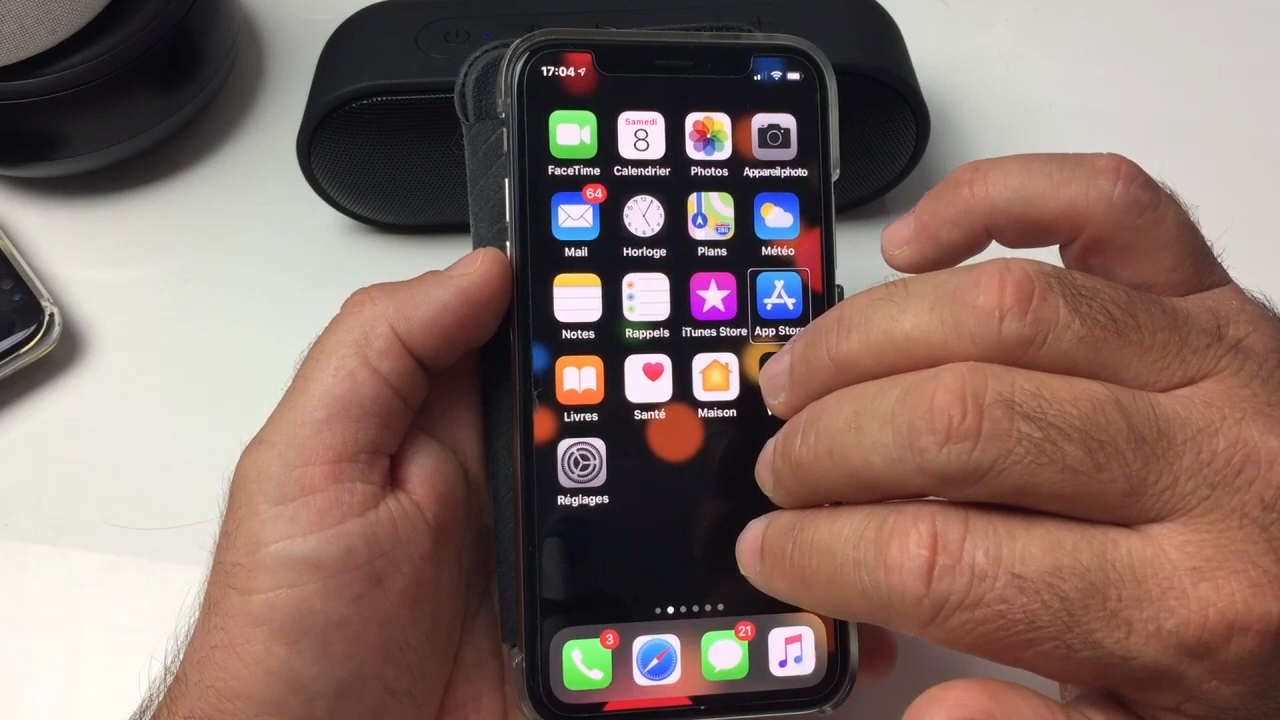 17:04
Samedi
8
FaceTime Calendrier Photos Appareil photo
64
280
Mail Horloge Plans Météo
Notes Rappels iTunes Store App Store
Livres Santé Maison
Réglages
3
21